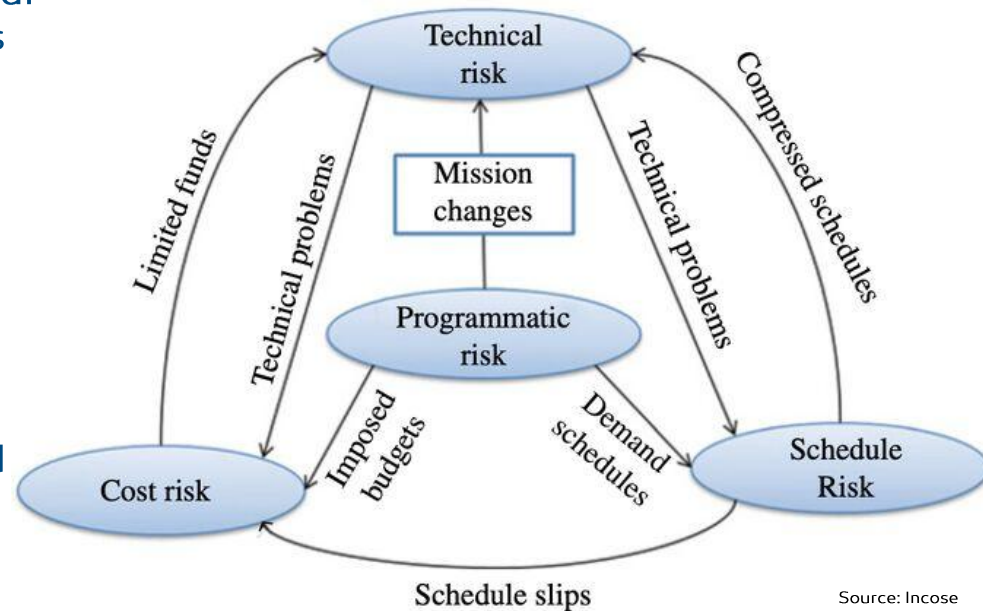 Technical
risk
Limited funds
Technical problems
Mission
changes
Technical problems
Compressed schedules
Programmatic
risk
Imposed
budgets
Demand
schedules
Cost risk
Schedule
Risk
Schedule slips
Source: Incose